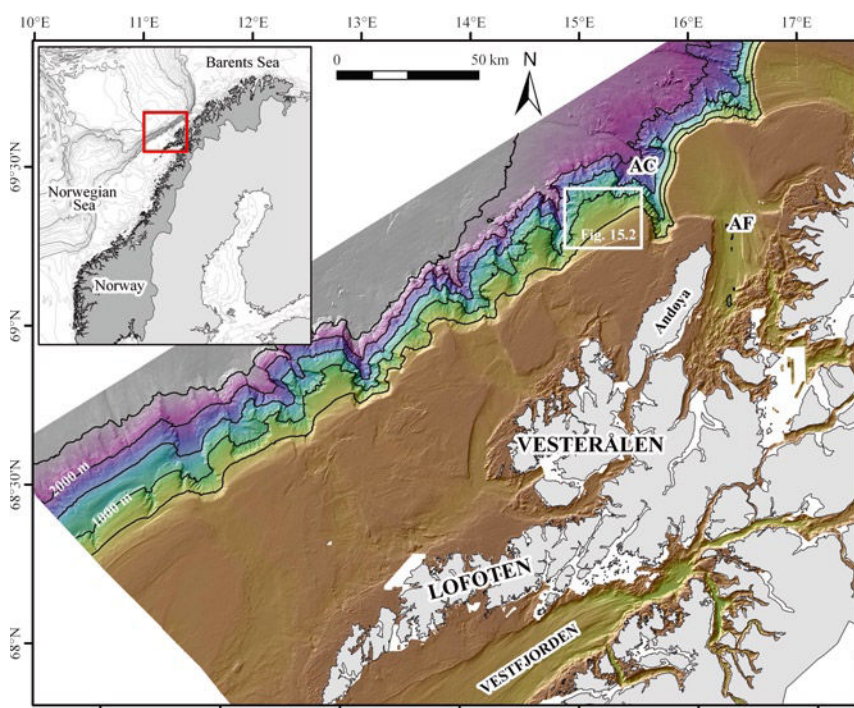 10°E
11°E
12°E
13°E
14°E
15°E
16°E
17°E
0
50 km
N
Barents Sea
Norwegian
Sea
Norway
69°30'N
69°N
68°30'N
68°N
AC
AF
Fig. 15.2
Andøya
VESTERÅLEN
2000 m
1000 m
LOFOTEN
VESTFJORDEN